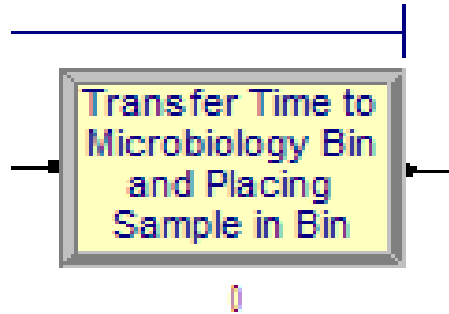 Transfer Time to
Microbiology Bin
and Placing
Sample in Bin
0